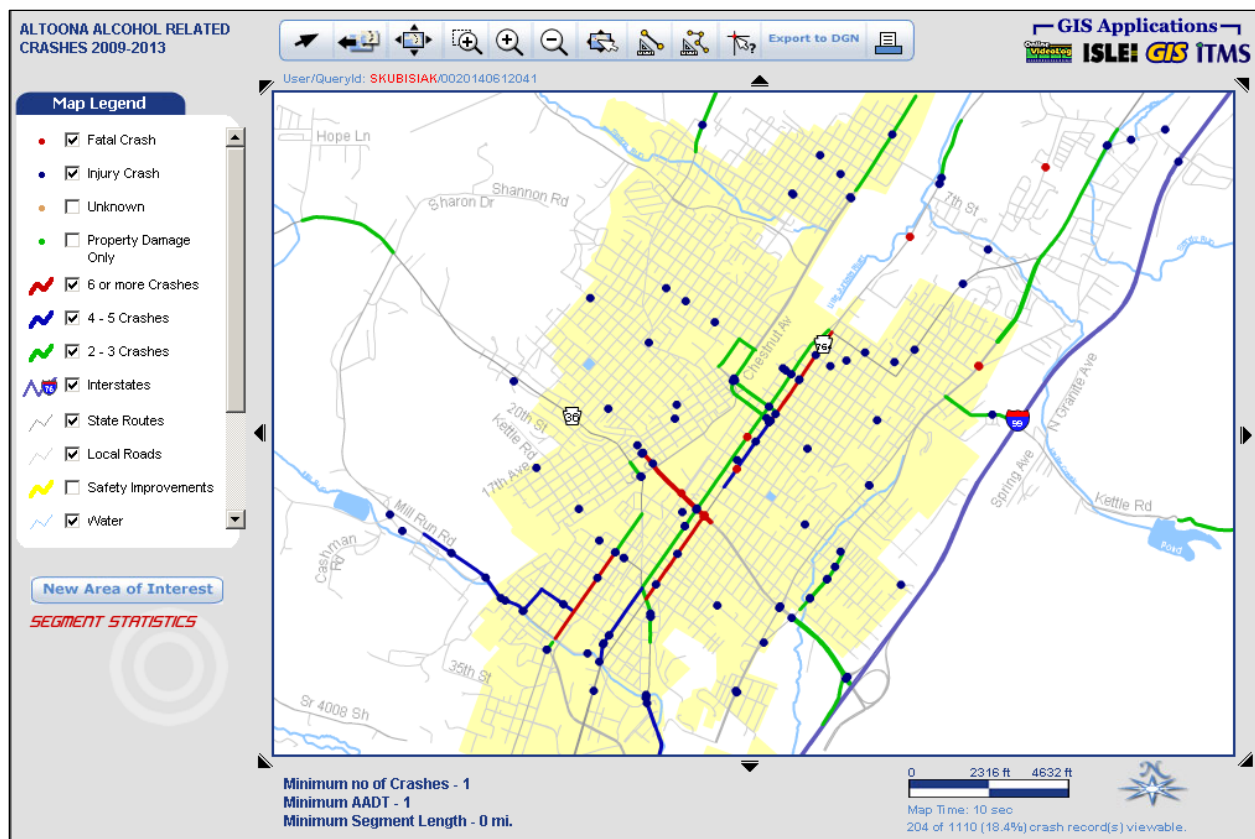 ALTOONA ALCOHOL RELATED
CRASHES 2009-2013
Export to DGN
GIS Applications
Online
VideoLog
ISLE!
GIS
iTMS
User/QueryId: SKUBISIAK/0020140612041
Map Legend
Fatal Crash
Injury Crash
Unknown
Property Damage
Only
6 or more Crashes
4 - 5 Crashes
2 - 3 Crashes
76
Interstates
State Routes
Local Roads
Safety Improvements
Water
New Area of Interest
SEGMENT STATISTICS
Hope Ln
Shannon Rd
Sharon Dr
7th St
Chestnut Av
764
36
20th St
Kettle Rd
17th Ave
99
N Granite Ave
Spring Ave
Kettle Rd
Pond
Mill Run Rd
Cashman
Rd
35th St
Sr 4008 Sh
Minimum no of Crashes - 1
Minimum AADT - 1
Minimum Segment Length - 0 mi.
0 2316 ft 4632 ft
Map Time: 10 sec
204 of 1110 (18.4%) crash record(s) viewable.